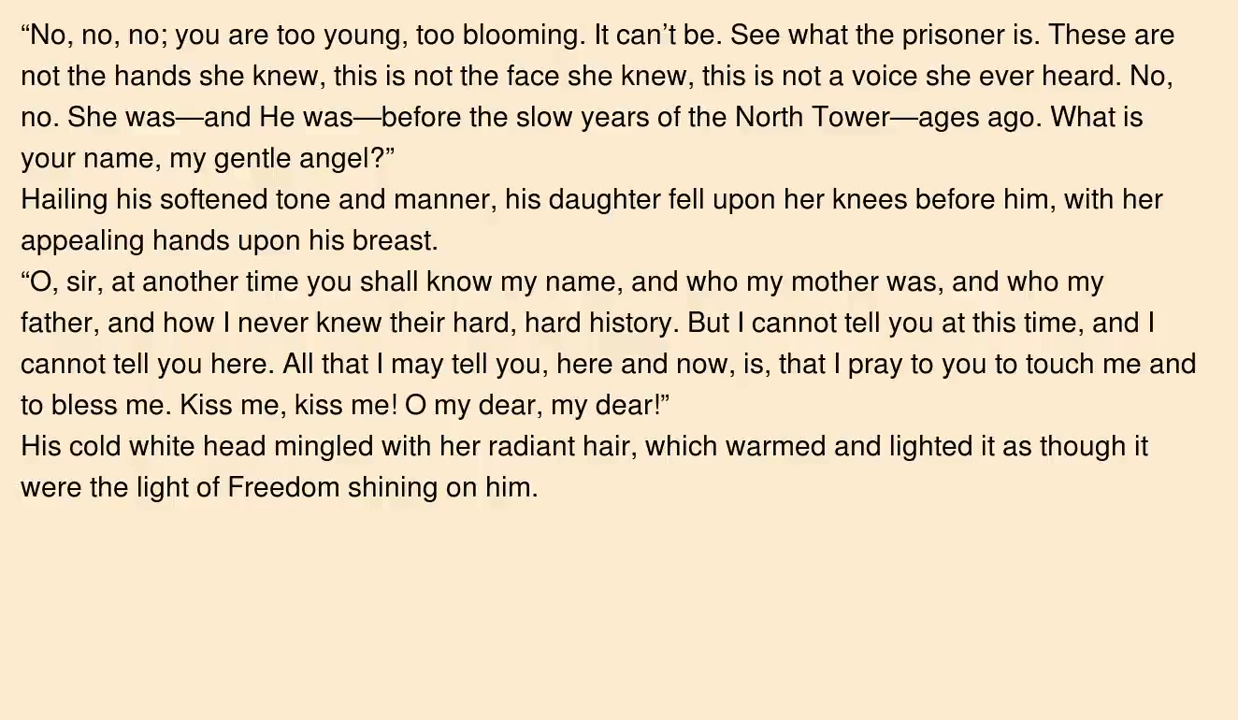 “No, no, no; you are too young, too blooming. It can’t be. See what the prisoner is. These are
not the hands she knew, this is not the face she knew, this is not a voice she ever heard. No,
no. She was—and He was—before the slow years of the North Tower—ages ago. What is
your name, my gentle angel?”
Hailing his softened tone and manner, his daughter fell upon her knees before him, with her
appealing hands upon his breast.
“O, sir, at another time you shall know my name, and who my mother was, and who my
father, and how I never knew their hard, hard history. But I cannot tell you at this time, and I
cannot tell you here. All that I may tell you, here and now, is, that I pray to you to touch me and
to bless me. Kiss me, kiss me! O my dear, my dear!”
His cold white head mingled with her radiant hair, which warmed and lighted it as though it
were the light of Freedom shining on him.